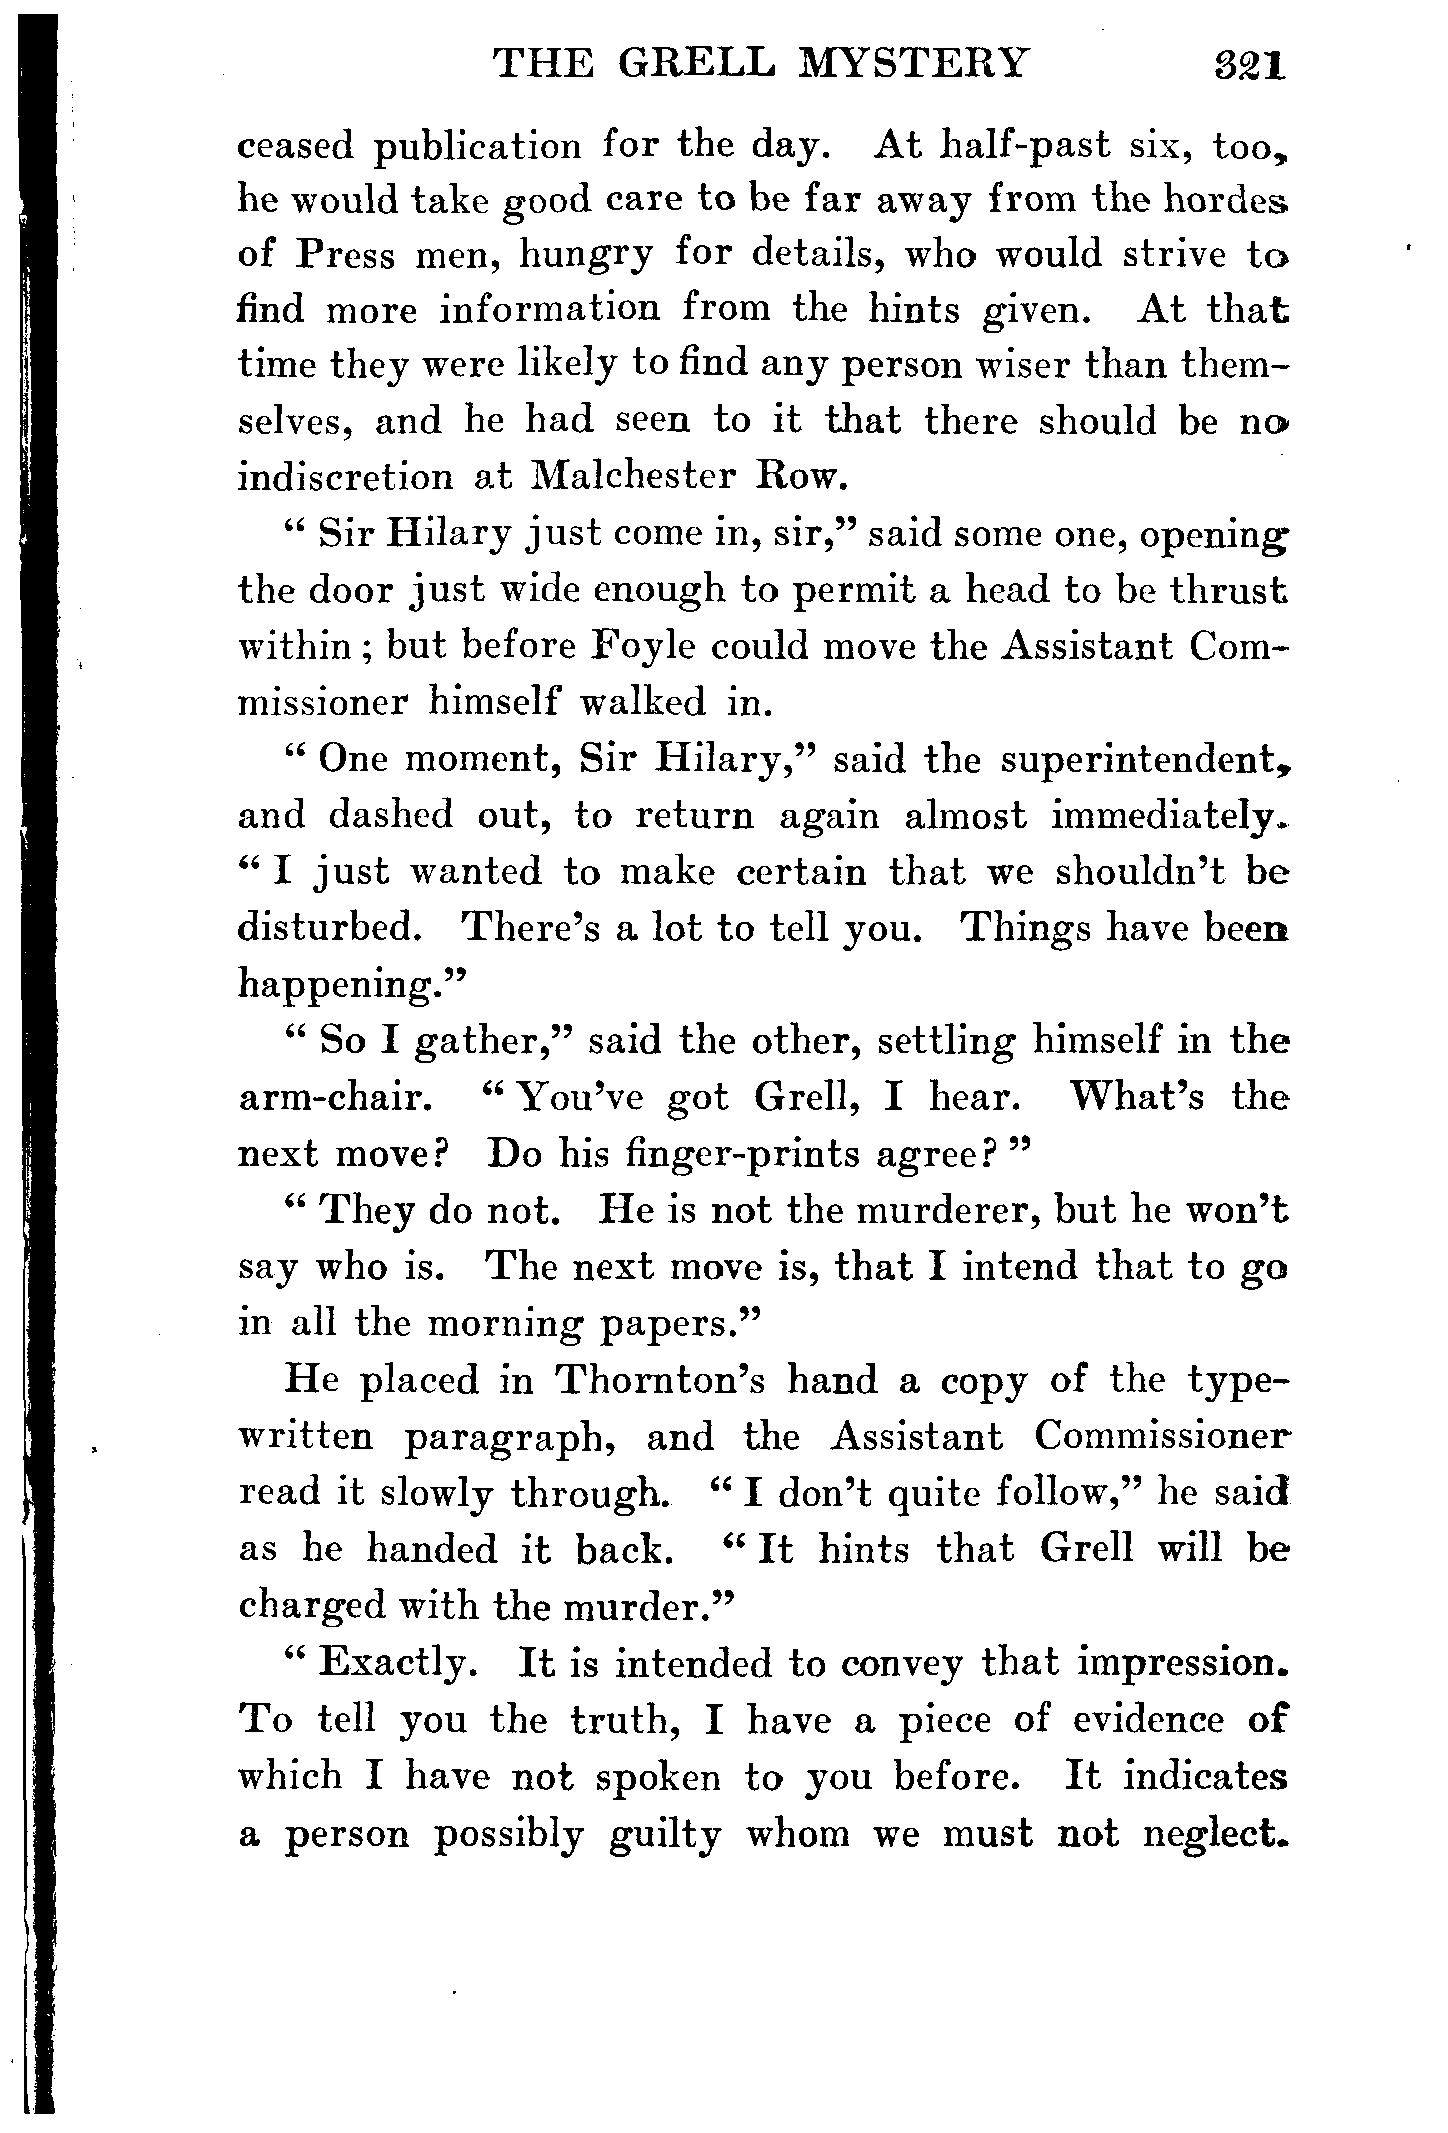 THE GRELL MYSTERY 321
ceased publication for the day. At half-past six, too,
he would take good care to be far away from the hordes
of Press men, hungry for details, who would strive to
find more information from the hints given. At that
time they were likely to find any person wiser than them-
selves, and he had seen to it that there should be no
indiscretion at Malchester Row.
“ Sir Hilary just come in, sir,” said some one, opening
the door just wide enough to permit a head to be thrust
within ; but before Foyle could move the Assistant Com-
missioner himself walked in.
“ One moment, Sir Hilary,” said the superintendent,
and dashed out, to return again almost immediately.
“ I just wanted to make certain that we shouldn’t be
disturbed. There’s a lot to tell you. Things have been
happening.”
“ So I gather,” said the other, settling himself in the
arm-chair. “ You’ve got Grell, I hear. What’s the
next move? Do his finger-prints agree? ”
“ They do not. He is not the murderer, but he won’t
say who is. The next move is, that I intend that to go
in all the morning papers.”
He placed in Thornton’s hand a copy of the type-
written paragraph, and the Assistant Commissioner
read it slowly through. “ I don’t quite follow,” he said
as he handed it back. “ It hints that Grell will be
charged with the murder.”
“ Exactly. It is intended to convey that impression.
To tell you the truth, I have a piece of evidence of
which I have not spoken to you before. It indicates
a person possibly guilty whom we must not neglect.